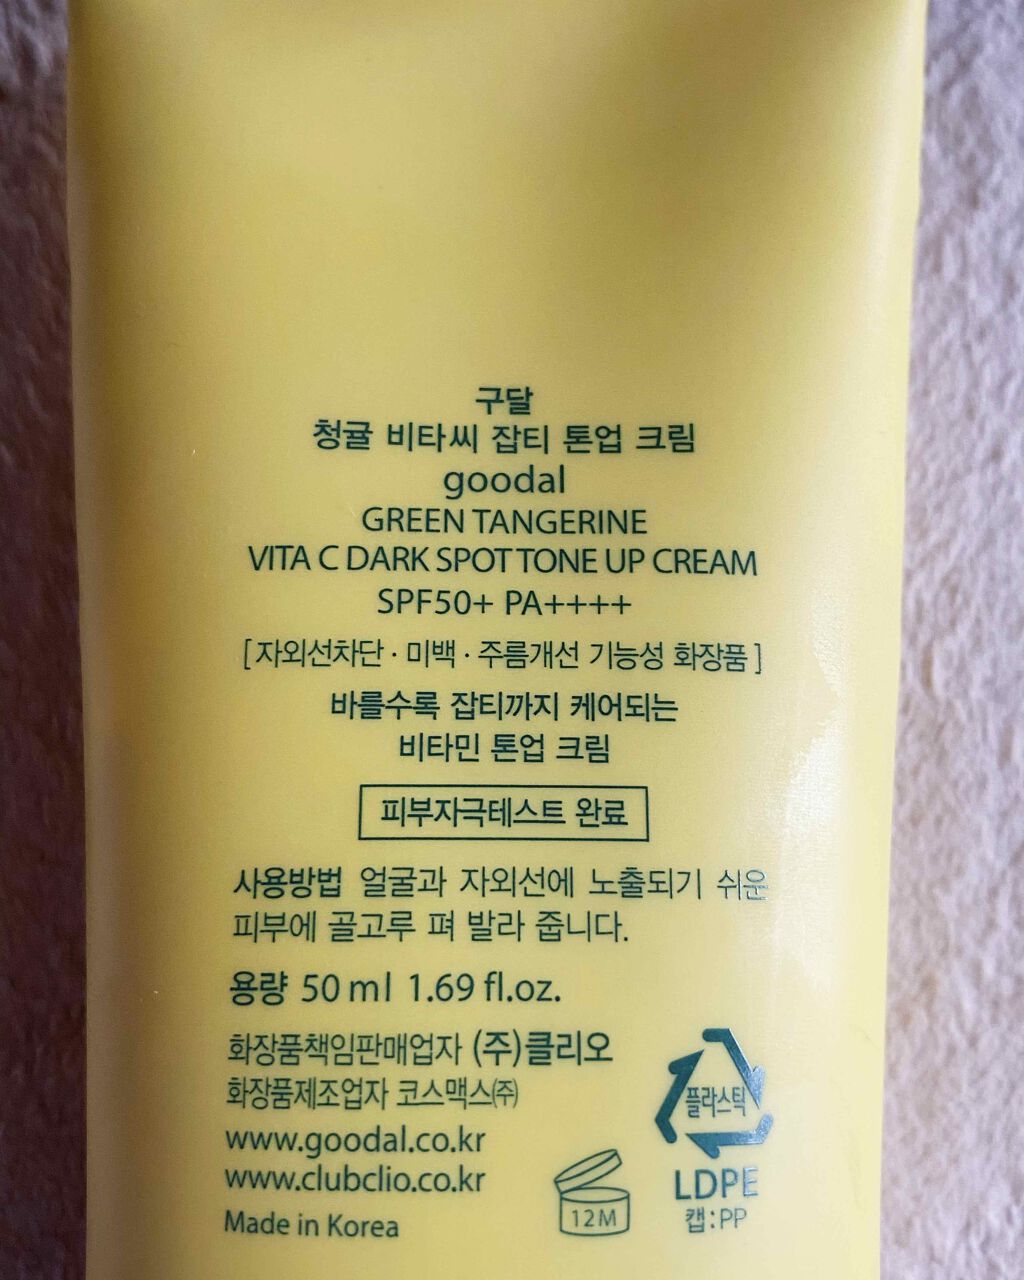 구달
청귤 비타씨 잡티 톤업 크림
goodal
GREEN TANGERINE
VITA C DARK SPOT TONE UP CREAM
SPF50+ PA++++
[자외선차단·미백·주름개선 기능성 화장품]
바를수록 잡티까지 케어되는
비타민 톤업 크림
피부자극테스트 완료
사용방법 얼굴과 자외선에 노출되기 쉬운
피부에 골고루 펴 발라 줍니다.
용량 50 ml 1.69 fl.oz.
화장품책임판매업자 (주)클리오
화장품제조업자 코스맥스㈜
www.goodal.co.kr
www.clubclio.co.kr
Made in Korea
12M
플라스틱
LDPE
캡:PP